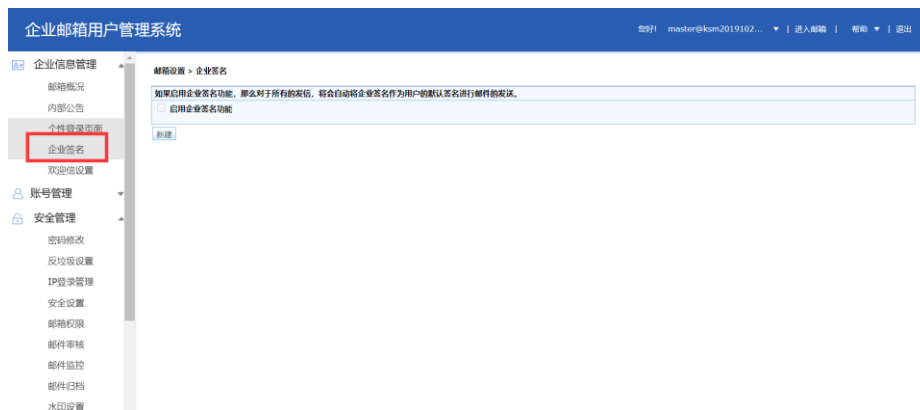 企业邮箱用户管理系统
您好! master@ksm2019102... ▼ | 进入邮箱 | 帮助 ▼ | 退出
企业信息管理
邮箱设置 > 企业签名
邮箱概况
如果启用企业签名功能，那么对于所有的发信，将会自动将企业签名作为用户的默认签名进行邮件的发送。
内部公告
启用企业签名功能
个性登录页面
新建
企业签名
欢迎信设置
账号管理
安全管理
密码修改
反垃圾设置
IP登录管理
安全设置
邮箱权限
邮件审核
邮件监控
邮件归档
水印设置